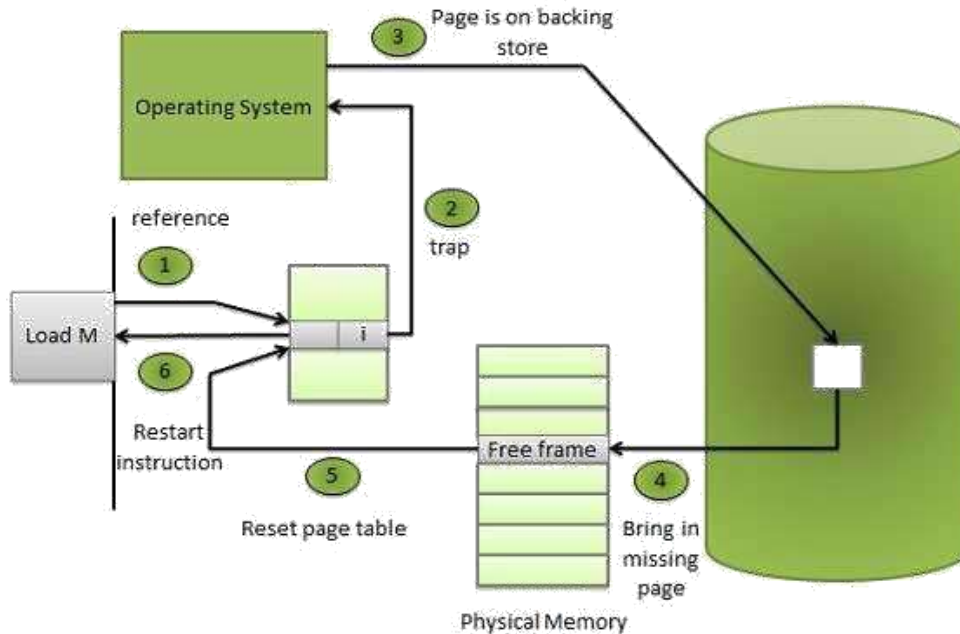 Page is on backing
store
3
Operating System
2
trap
reference
1
Load M
i
6
Restart
instruction
Free frame
5
Reset page table
4
Bring in
missing
page
Physical Memory